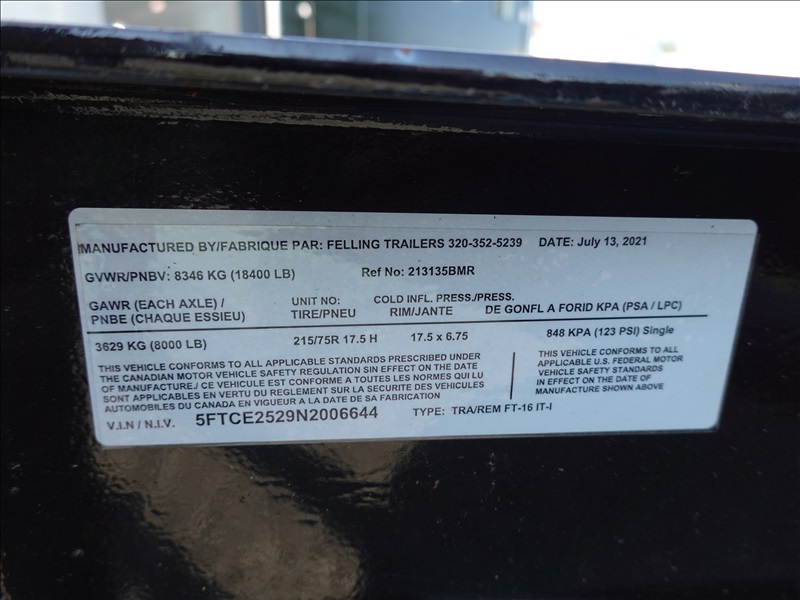 MANUFACTURED BY/FABRIQUE PAR: FELLING TRAILERS 320-352-5239 DATE: July 13, 2021
GVWR/PNBV: 8346 KG (18400 LB) Ref No: 213135BMR
GAWR (EACH AXLE) / UNIT NO: COLD INFL. PRESS./PRESS.
PNBE (CHAQUE ESSIEU) TIRE/PNEU RIM/JANTE DE GONFL A FORID KPA (PSA / LPC)
3629 KG (8000 LB) 215/75R 17.5 H 17.5 x 6.75 848 KPA (123 PSI) Single
THIS VEHICLE CONFORMS TO ALL APPLICABLE STANDARDS PRESCRIBED UNDER
THE CANADIAN MOTOR VEHICLE SAFETY REGULATION SIN EFFECT ON THE DATE
OF MANUFACTURE./ CE VEHICULE EST CONFORME A TOUTES LES NORMES QUI LU
SONT APPLICABLES EN VERTU DU REGLEMENT SUR LA SECURITE DES VEHICULES
AUTOMOBILES DU CANADA EN VIGUEUR A LA DATE DE SA FABRICATION
THIS VEHICLE CONFORMS TO ALL
APPLICABLE U.S. FEDERAL MOTOR
VEHICLE SAFETY STANDARDS
IN EFFECT ON THE DATE OF
MANUFACTURE SHOWN ABOVE
V.I.N / N.I.V. 5FTCE2529N2006644 TYPE: TRA/REM FT-16 IT-I